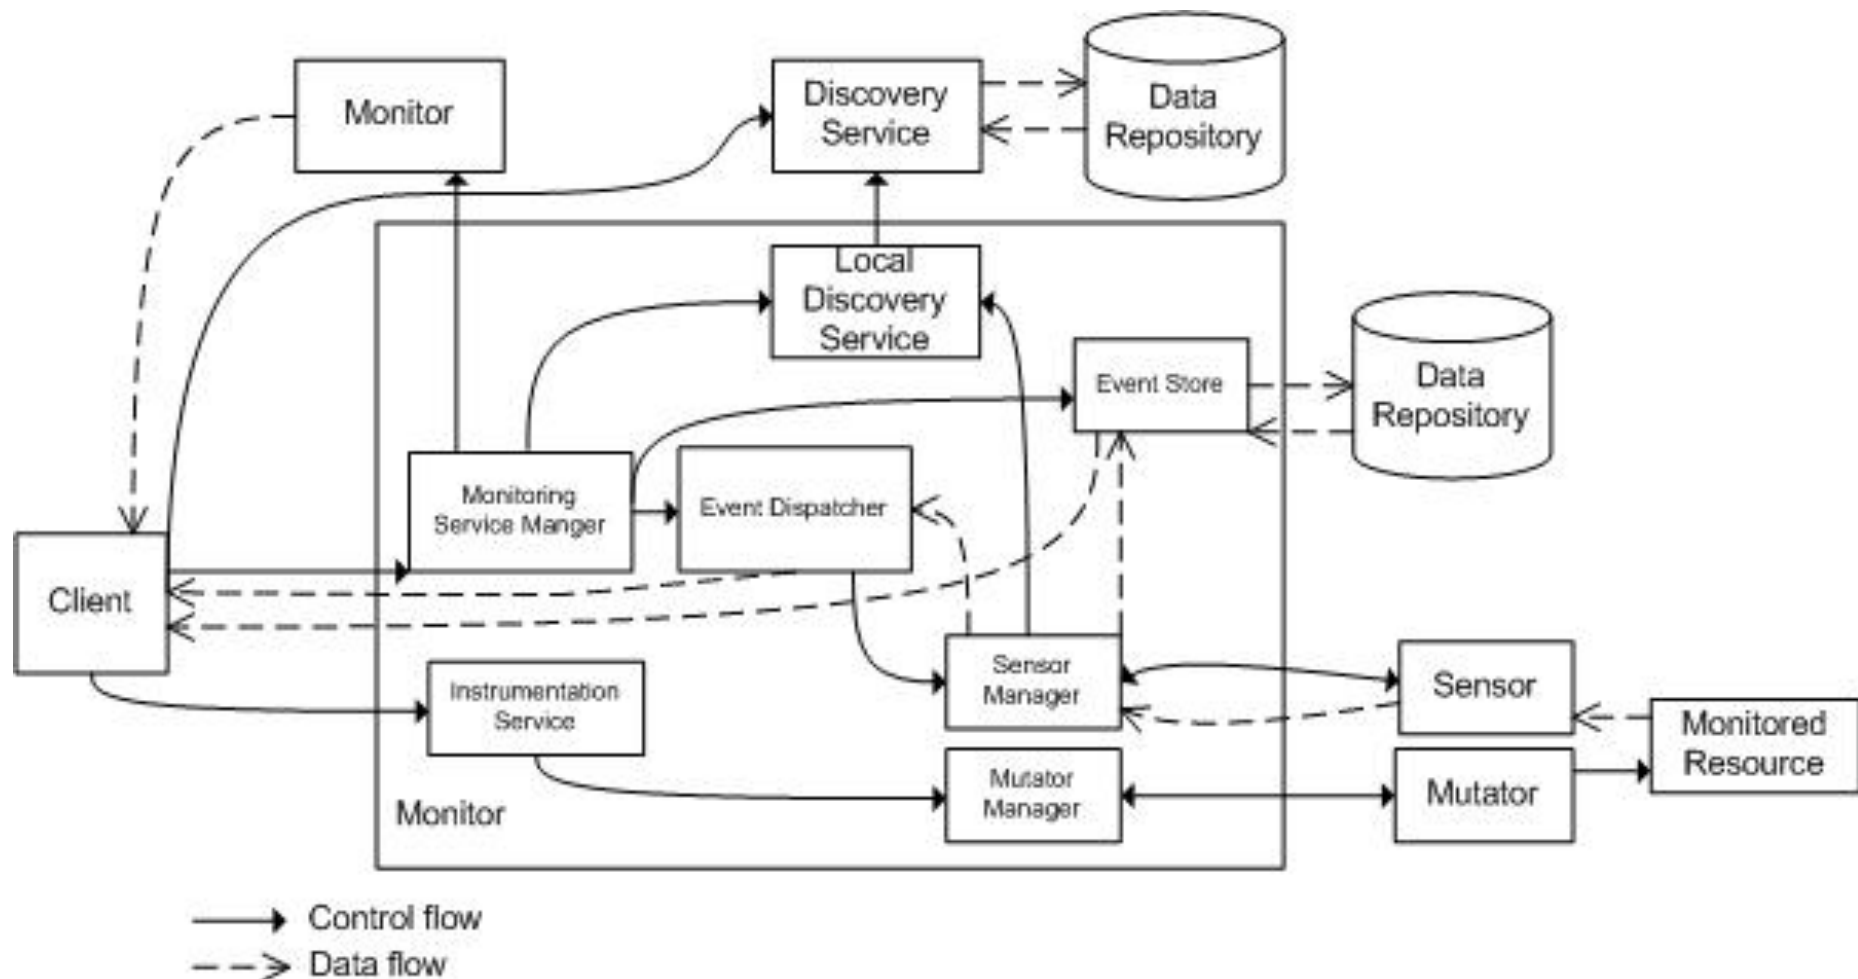 Monitor
Discovery
Service
Data
Repository
Local
Discovery
Service
Event Store
Data
Repository
Monitoring
Service Manger
Event Dispatcher
Client
Instrumentation
Service
Sensor
Manager
Sensor
Monitored
Resource
Mutator
Manager
Mutator
Monitor
Control flow
Data flow